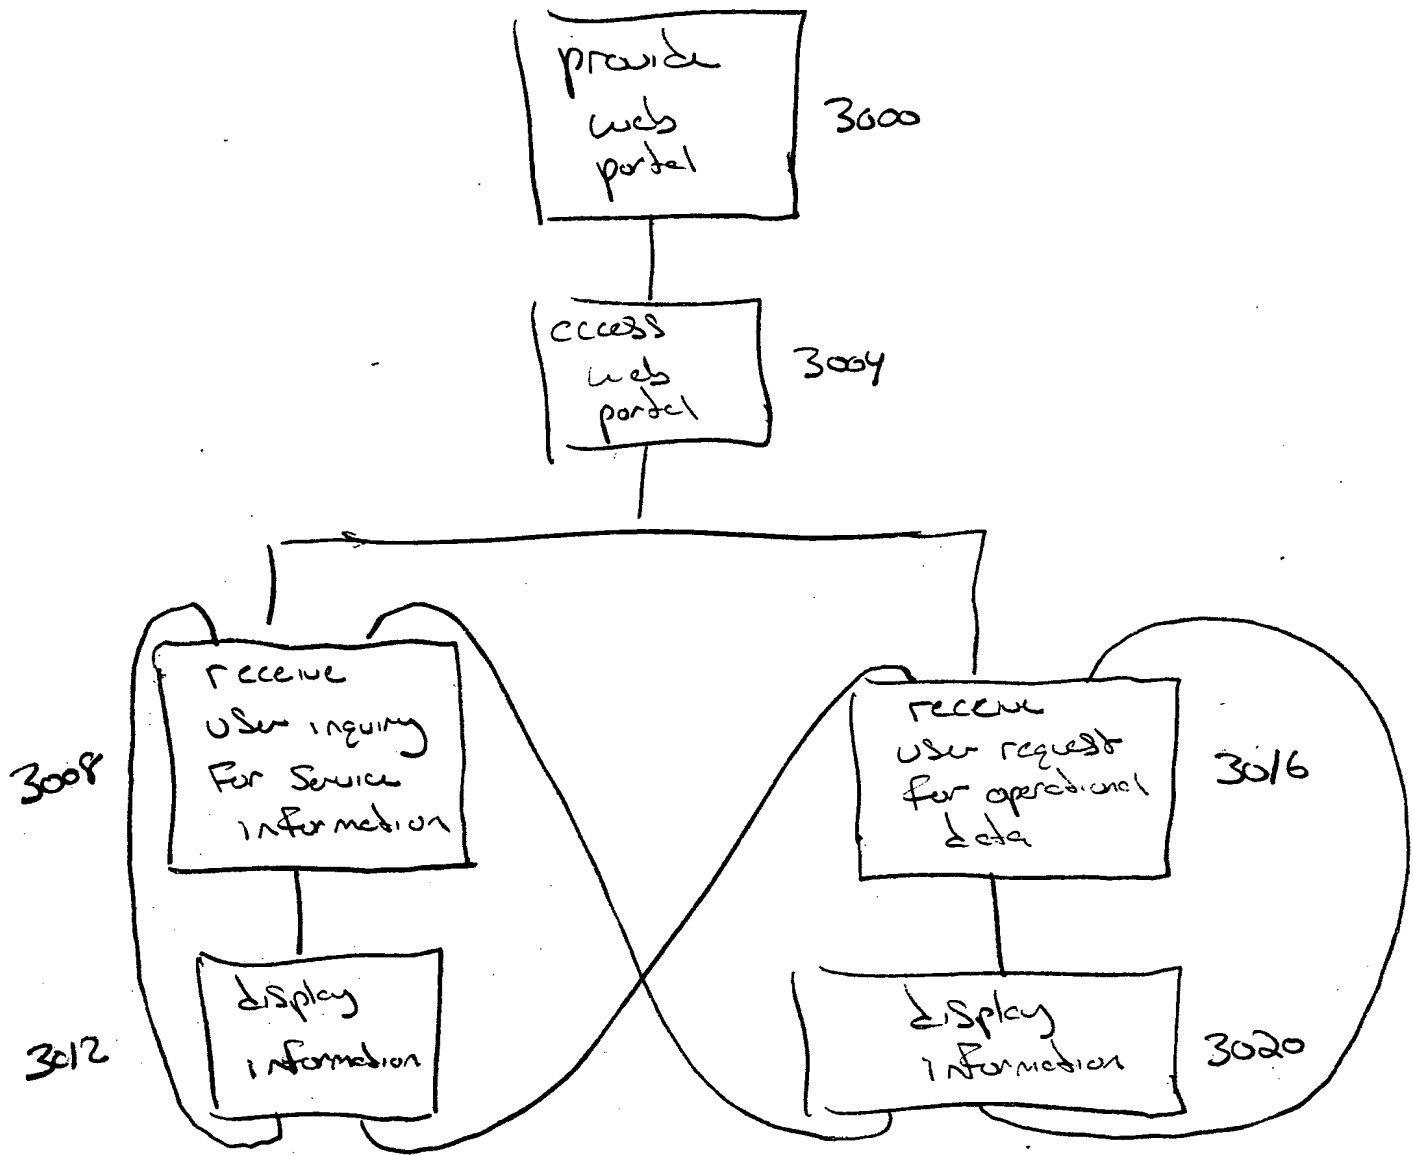 provide
web
portal
3000
access
web
portal
3004
receive
user inquiry
for service
information
3008
receive
user request
for operational
data
3016
display
information
3012
display
information
3020